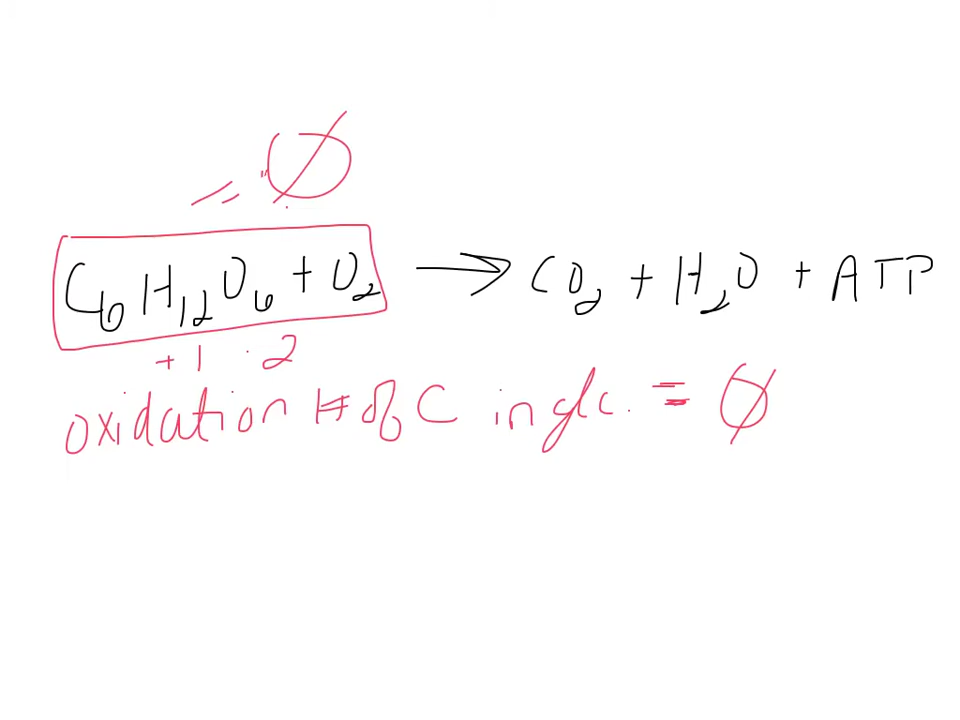 = Ø
C₆H₁₂O₆ + O₂ → CO₂ + H₂O + ATP
+1 -2
oxidation # of C in glc. = Ø